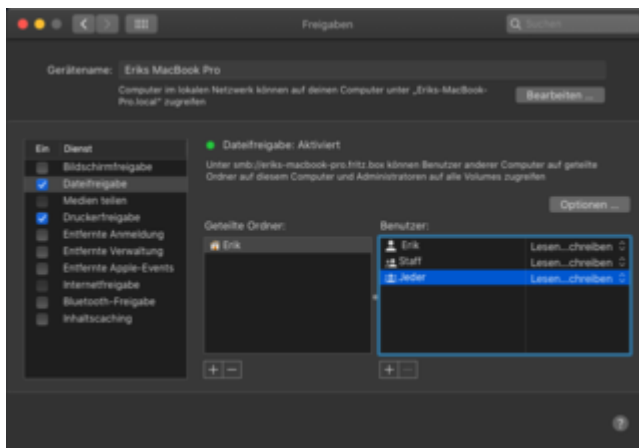 Freigaben
Suchen
Gerätename: Eriks MacBook Pro
Computer im lokalen Netzwerk können auf deinen Computer unter „Eriks-MacBook-
Pro.local“ zugreifen
Bearbeiten ...
Ein Dienst
Bildschirmfreigabe
Dateifreigabe
Medien teilen
Druckerfreigabe
Entfernte Anmeldung
Entfernte Verwaltung
Entfernte Apple-Events
Internetfreigabe
Bluetooth-Freigabe
Inhaltscaching
Dateifreigabe: Aktiviert
Unter smb://eriks-macbook-pro.fritz.box können Benutzer anderer Computer auf geteilte
Ordner auf diesem Computer und Administratoren auf alle Volumes zugreifen
Optionen ...
Geteilte Ordner:
Erik
Benutzer:
Erik Lesen...chreiben
Staff Lesen...chreiben
Jeder Lesen...chreiben
+ −
+ −
?